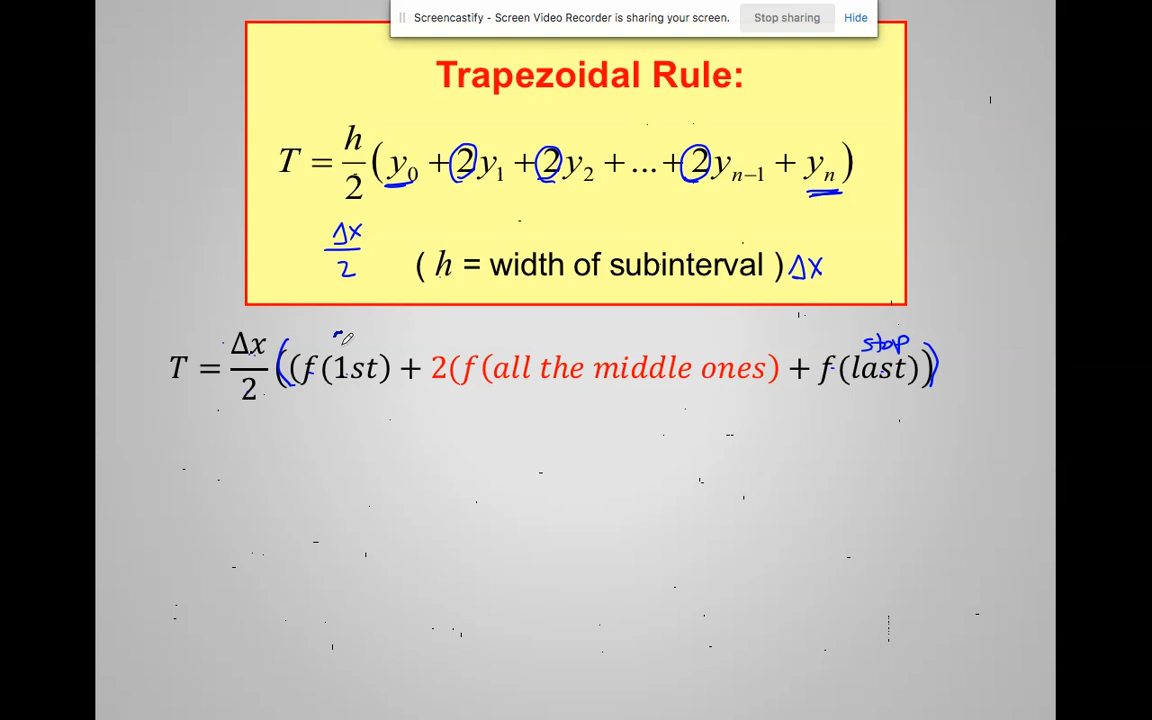 Screencastify - Screen Video Recorder is sharing your screen. Stop sharing Hide
Trapezoidal Rule:
T = h/2 (y₀ + 2y₁ + 2y₂ + ... + 2yₙ₋₁ + yₙ)
Δx/2
( h = width of subinterval ) Δx
stop
T = Δx/2 ((f(1st) + 2(f(all the middle ones) + f(last))